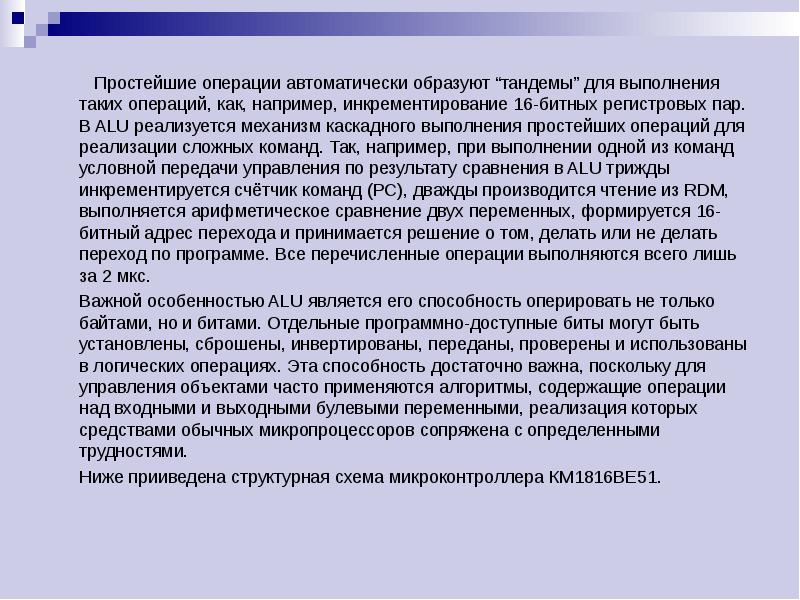 Простейшие операции автоматически образуют “тандемы” для выполнения
таких операций, как, например, инкрементирование 16-битных регистровых пар.
В ALU реализуется механизм каскадного выполнения простейших операций для
реализации сложных команд. Так, например, при выполнении одной из команд
условной передачи управления по результату сравнения в ALU трижды
инкрементируется счётчик команд (PC), дважды производится чтение из RDM,
выполняется арифметическое сравнение двух переменных, формируется 16-
битный адрес перехода и принимается решение о том, делать или не делать
переход по программе. Все перечисленные операции выполняются всего лишь
за 2 мкс.
Важной особенностью ALU является его способность оперировать не только
байтами, но и битами. Отдельные программно-доступные биты могут быть
установлены, сброшены, инвертированы, переданы, проверены и использованы
в логических операциях. Эта способность достаточно важна, поскольку для
управления объектами часто применяются алгоритмы, содержащие операции
над входными и выходными булевыми переменными, реализация которых
средствами обычных микропроцессоров сопряжена с определенными
трудностями.
Ниже прииведена структурная схема микроконтроллера КМ1816ВЕ51.